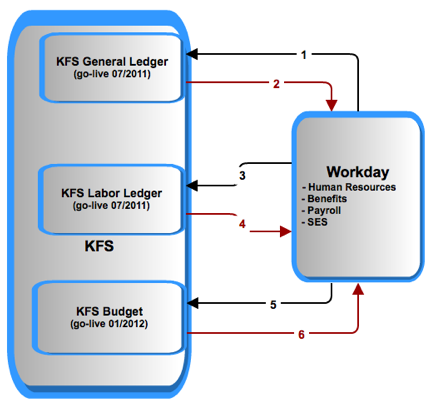 KFS General Ledger
(go-live 07/2011)
1
2
Workday
- Human Resources
- Benefits
- Payroll
- SES
3
KFS Labor Ledger
(go-live 07/2011)
4
KFS
5
KFS Budget
(go-live 01/2012)
6